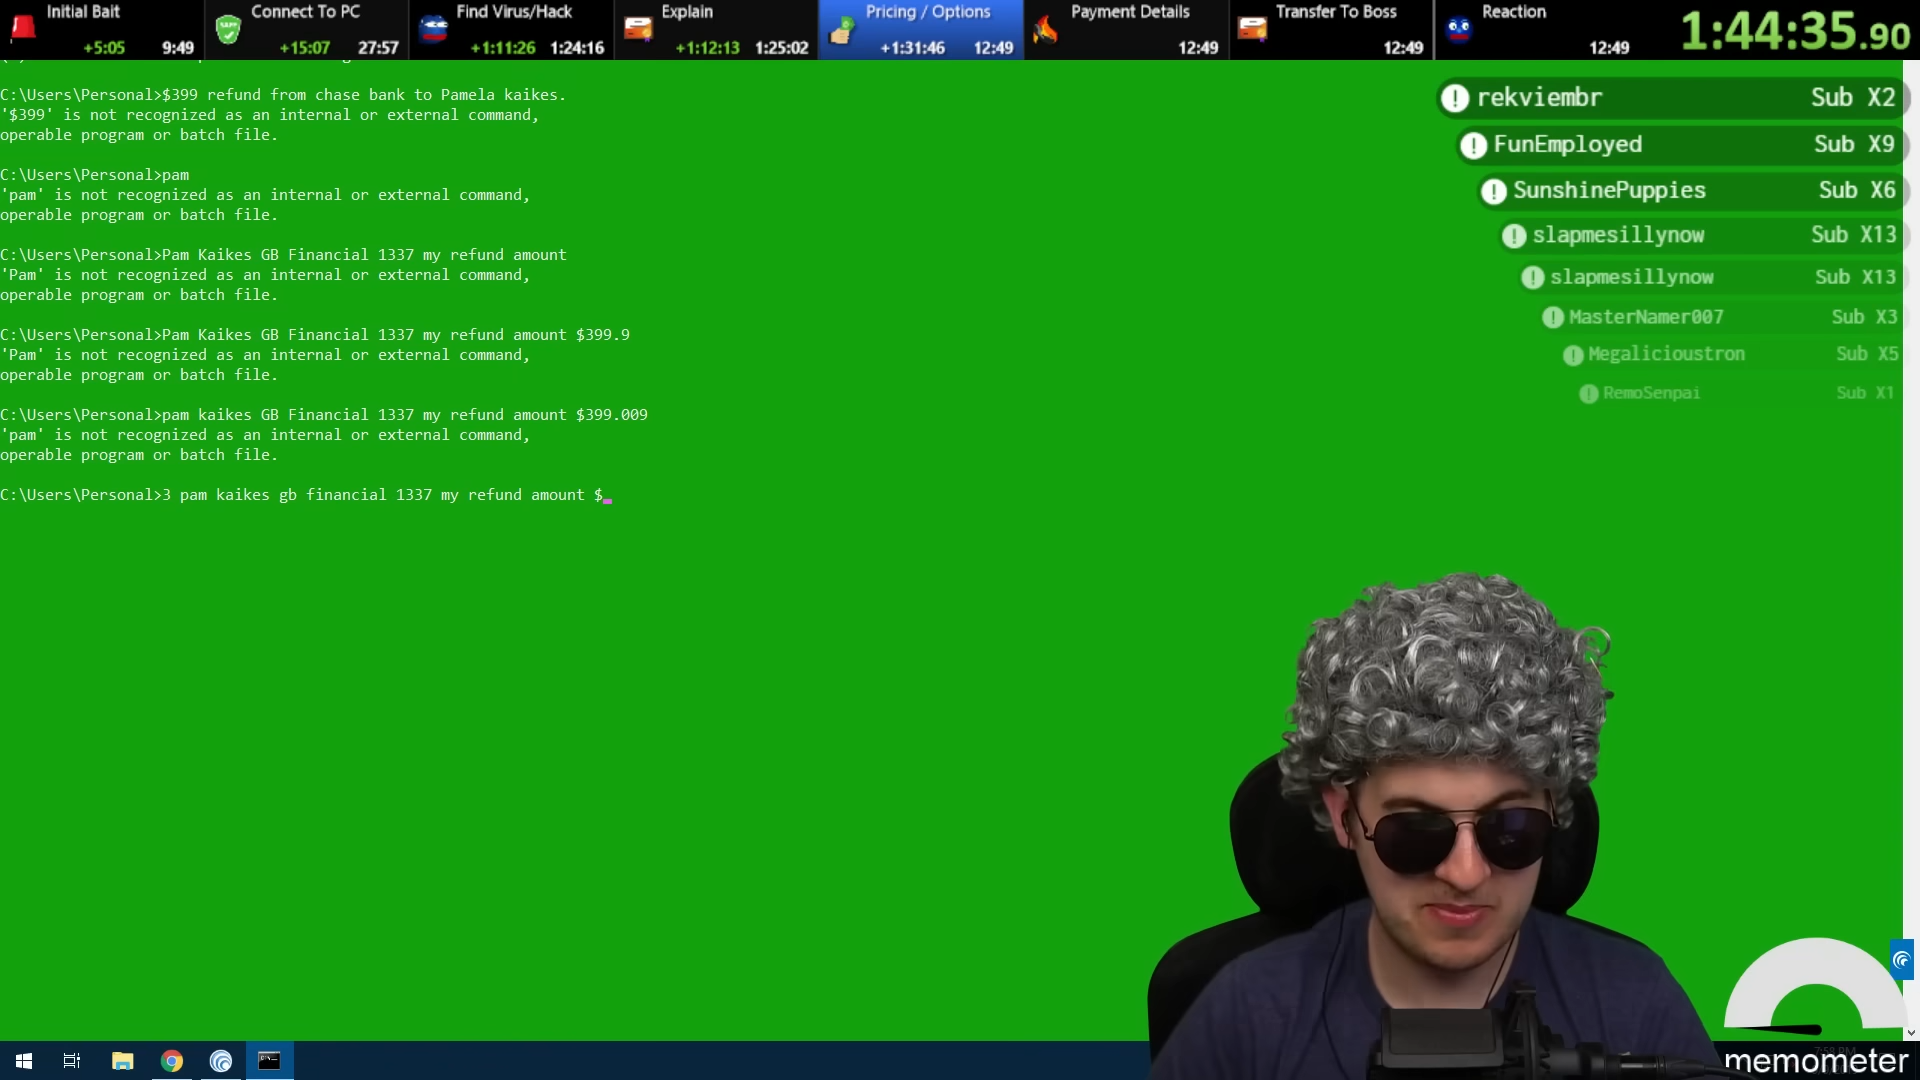 Initial Bait
+5:05 9:49
Connect To PC
+15:07 27:57
Find Virus/Hack
+1:11:26 1:24:16
Explain
+1:12:13 1:25:02
Pricing / Options
+1:31:46 12:49
Payment Details
12:49
Transfer To Boss
12:49
Reaction
12:49
1:44:35.90
C:\Users\Personal>$399 refund from chase bank to Pamela kaikes.
'$399' is not recognized as an internal or external command,
operable program or batch file.
C:\Users\Personal>pam
'pam' is not recognized as an internal or external command,
operable program or batch file.
C:\Users\Personal>Pam Kaikes GB Financial 1337 my refund amount
'Pam' is not recognized as an internal or external command,
operable program or batch file.
C:\Users\Personal>Pam Kaikes GB Financial 1337 my refund amount $399.9
'Pam' is not recognized as an internal or external command,
operable program or batch file.
C:\Users\Personal>pam kaikes GB Financial 1337 my refund amount $399.009
'pam' is not recognized as an internal or external command,
operable program or batch file.
C:\Users\Personal>3 pam kaikes gb financial 1337 my refund amount $_
rekviembr Sub X2
FunEmployed Sub X9
SunshinePuppies Sub X6
slapmesillynow Sub X13
slapmesillynow Sub X13
MasterNamer007 Sub X3
Megalicioustron Sub X5
RemoSenpai Sub X1
memometer